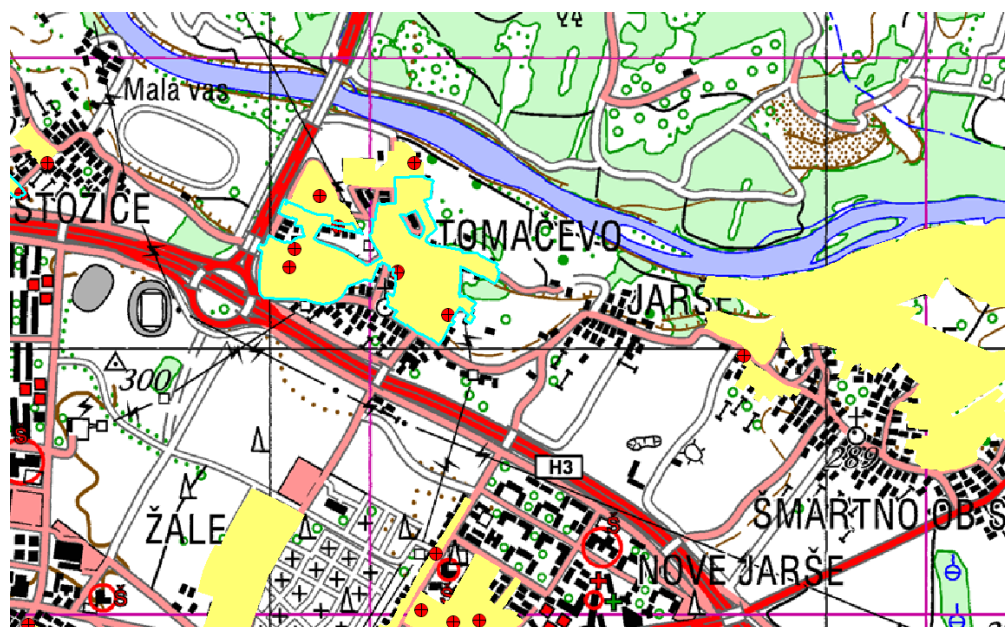 Mala vas
STOŽICE
TOMAČEVO
JARŠE
300
H3
289
ŽALE
ŠMARTNO OB S
Š
Š
Š
NOVE JARŠE